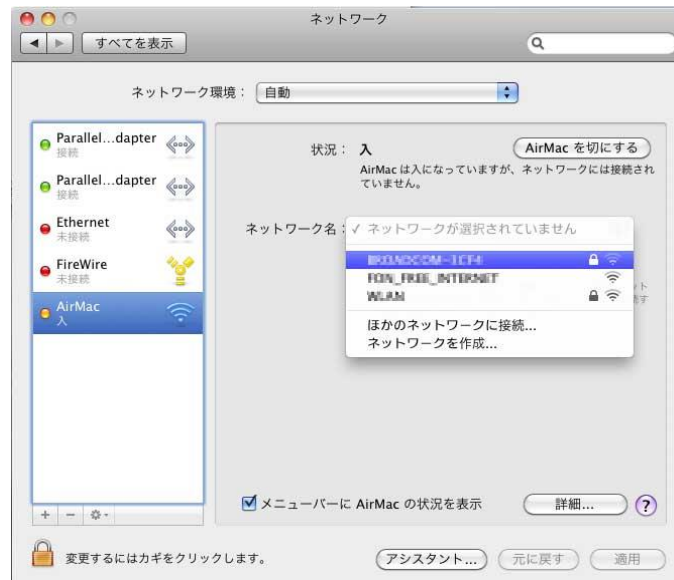 ネットワーク
すべてを表示
ネットワーク環境： 自動
Parallel...dapter
接続
Parallel...dapter
接続
Ethernet
未接続
FireWire
未接続
AirMac
入
状況： 入
AirMac を切にする
AirMac は入になっていますが、ネットワークには接続され
ていません。
ネットワーク名：
✓ ネットワークが選択されていません
BROADCOM-1CF4
FON_FREE_INTERNET
WLAN
ほかのネットワークに接続...
ネットワークを作成...
メニューバーに AirMac の状況を表示
詳細...
?
+ −
変更するにはカギをクリックします。
アシスタント...
元に戻す
適用